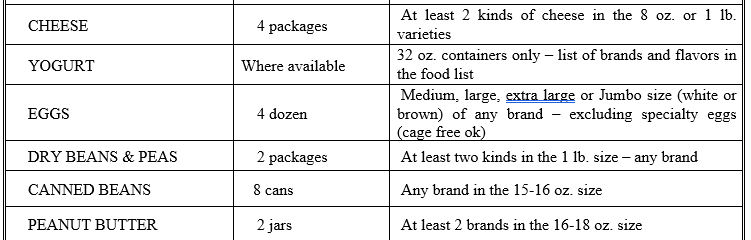 CHEESE
4 packages
At least 2 kinds of cheese in the 8 oz. or 1 lb.
varieties
YOGURT
Where available
32 oz. containers only – list of brands and flavors in
the food list
EGGS
4 dozen
Medium, large, extra large or Jumbo size (white or
brown) of any brand – excluding specialty eggs
(cage free ok)
DRY BEANS & PEAS
2 packages
At least two kinds in the 1 lb. size – any brand
CANNED BEANS
8 cans
Any brand in the 15-16 oz. size
PEANUT BUTTER
2 jars
At least 2 brands in the 16-18 oz. size